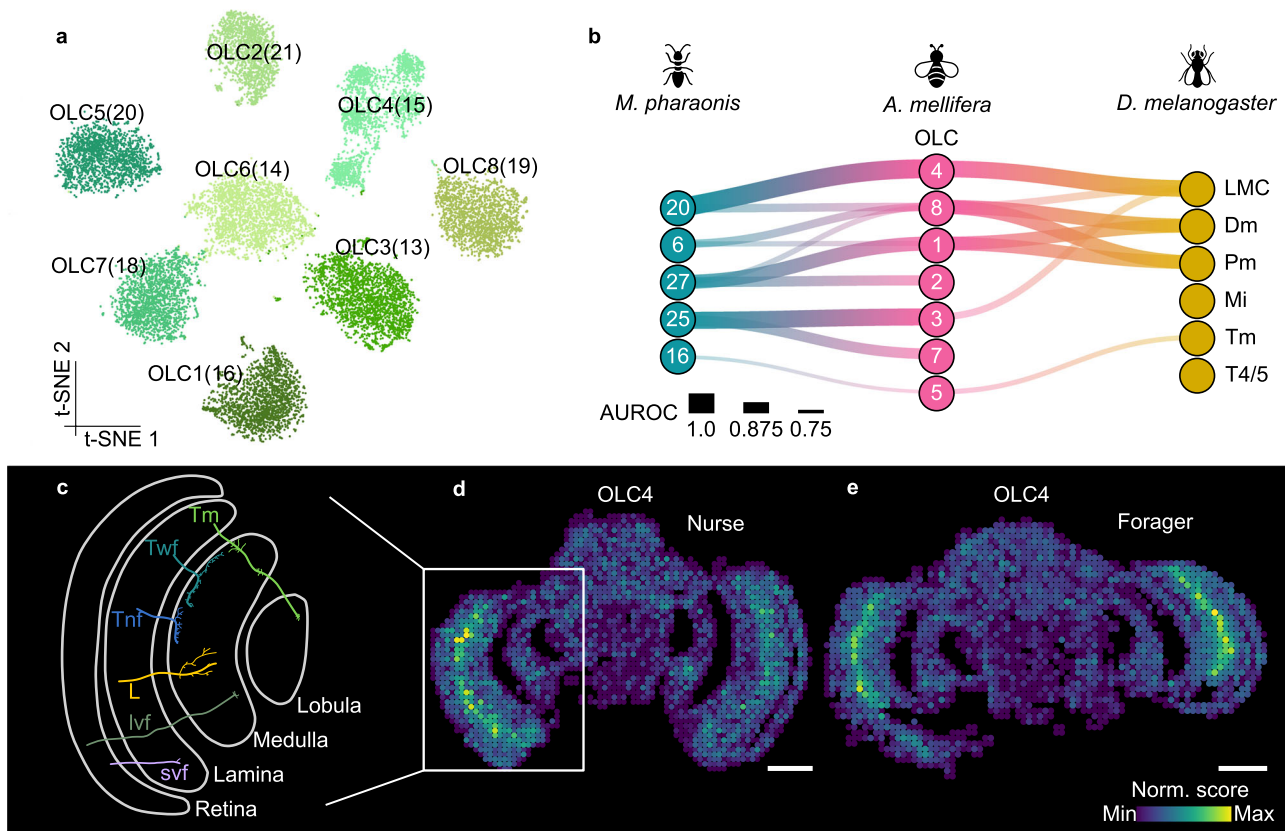 a
OLC2(21)
OLC4(15)
OLC5(20)
OLC6(14)
OLC8(19)
OLC3(13)
OLC7(18)
OLC1(16)
t-SNE 2
t-SNE 1
b
M. pharaonis
A. mellifera
D. melanogaster
OLC
4
20
8
6
1
27
2
25
3
16
7
5
LMC
Dm
Pm
Mi
Tm
T4/5
AUROC
1.0
0.875
0.75
c
Tm
Twf
Tnf
L
lvf
svf
Lobula
Medulla
Lamina
Retina
d
OLC4
Nurse
e
OLC4
Forager
Norm. score
Min
Max